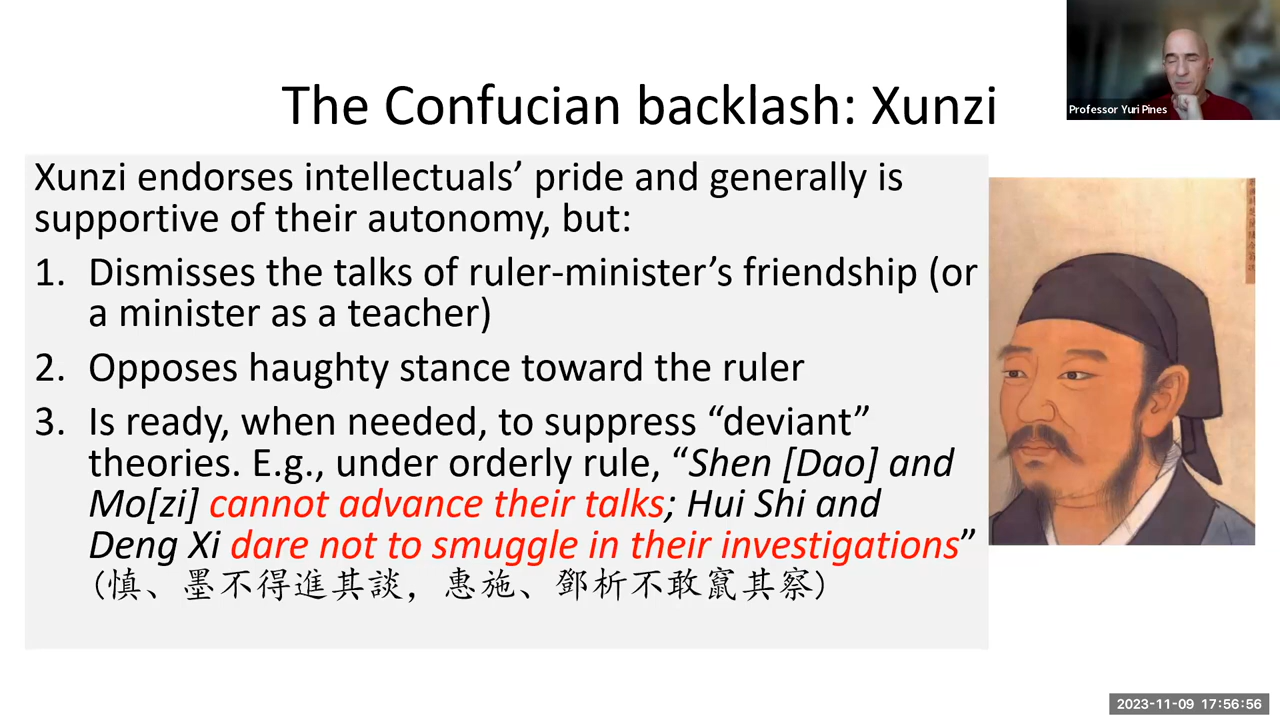 The Confucian backlash: Xunzi
Professor Yuri Pines
Xunzi endorses intellectuals’ pride and generally is
supportive of their autonomy, but:
1. Dismisses the talks of ruler-minister’s friendship (or
a minister as a teacher)
2. Opposes haughty stance toward the ruler
3. Is ready, when needed, to suppress “deviant”
theories. E.g., under orderly rule, “Shen [Dao] and
Mo[zi] cannot advance their talks; Hui Shi and
Deng Xi dare not to smuggle in their investigations”
(慎、墨不得進其談，惠施、鄧析不敢竄其察)
2023-11-09 17:56:56